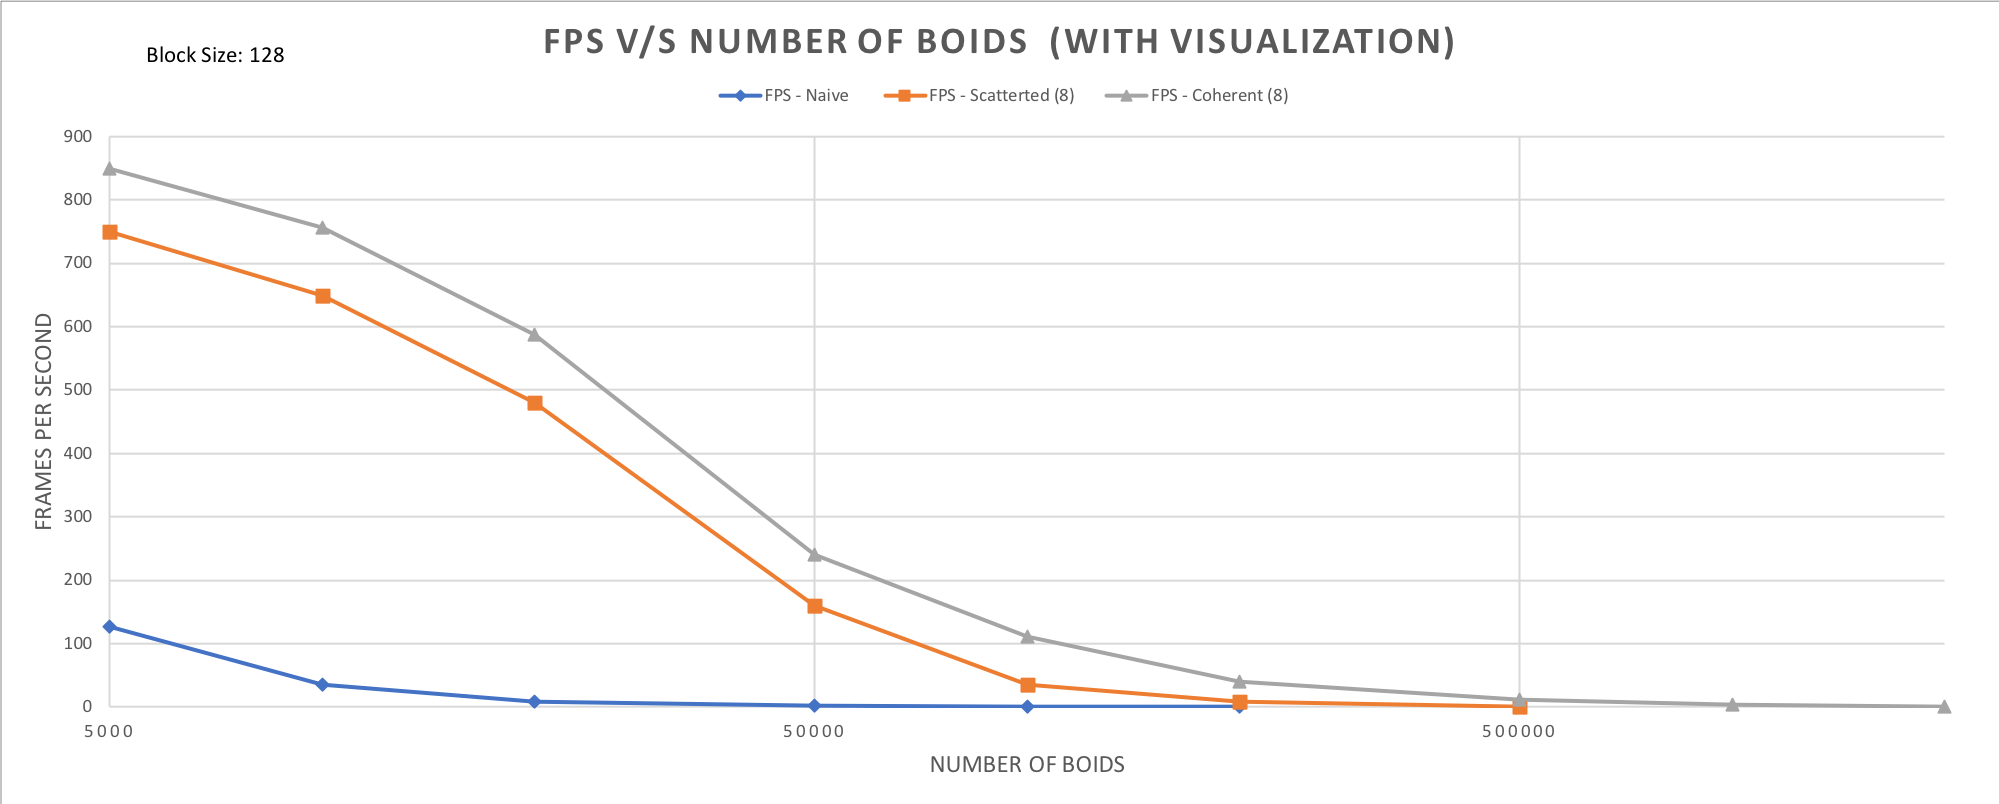 FPS V/S NUMBER OF BOIDS (WITH VISUALIZATION)
Block Size: 128
FPS - Naive
FPS - Scatterted (8)
FPS - Coherent (8)
900
800
700
600
500
400
300
200
100
0
FRAMES PER SECOND
5000
50000
500000
NUMBER OF BOIDS